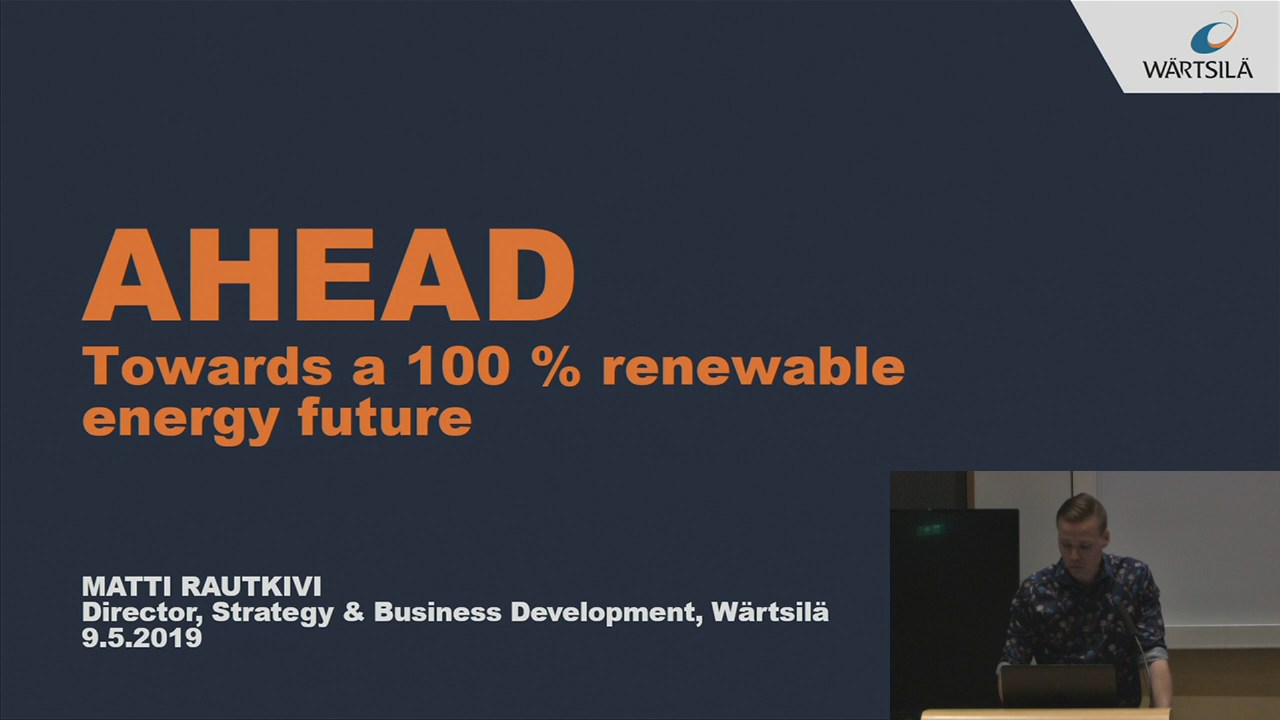 WÄRTSILÄ
AHEAD
Towards a 100 % renewable
energy future
MATTI RAUTKIVI
Director, Strategy & Business Development, Wärtsilä
9.5.2019